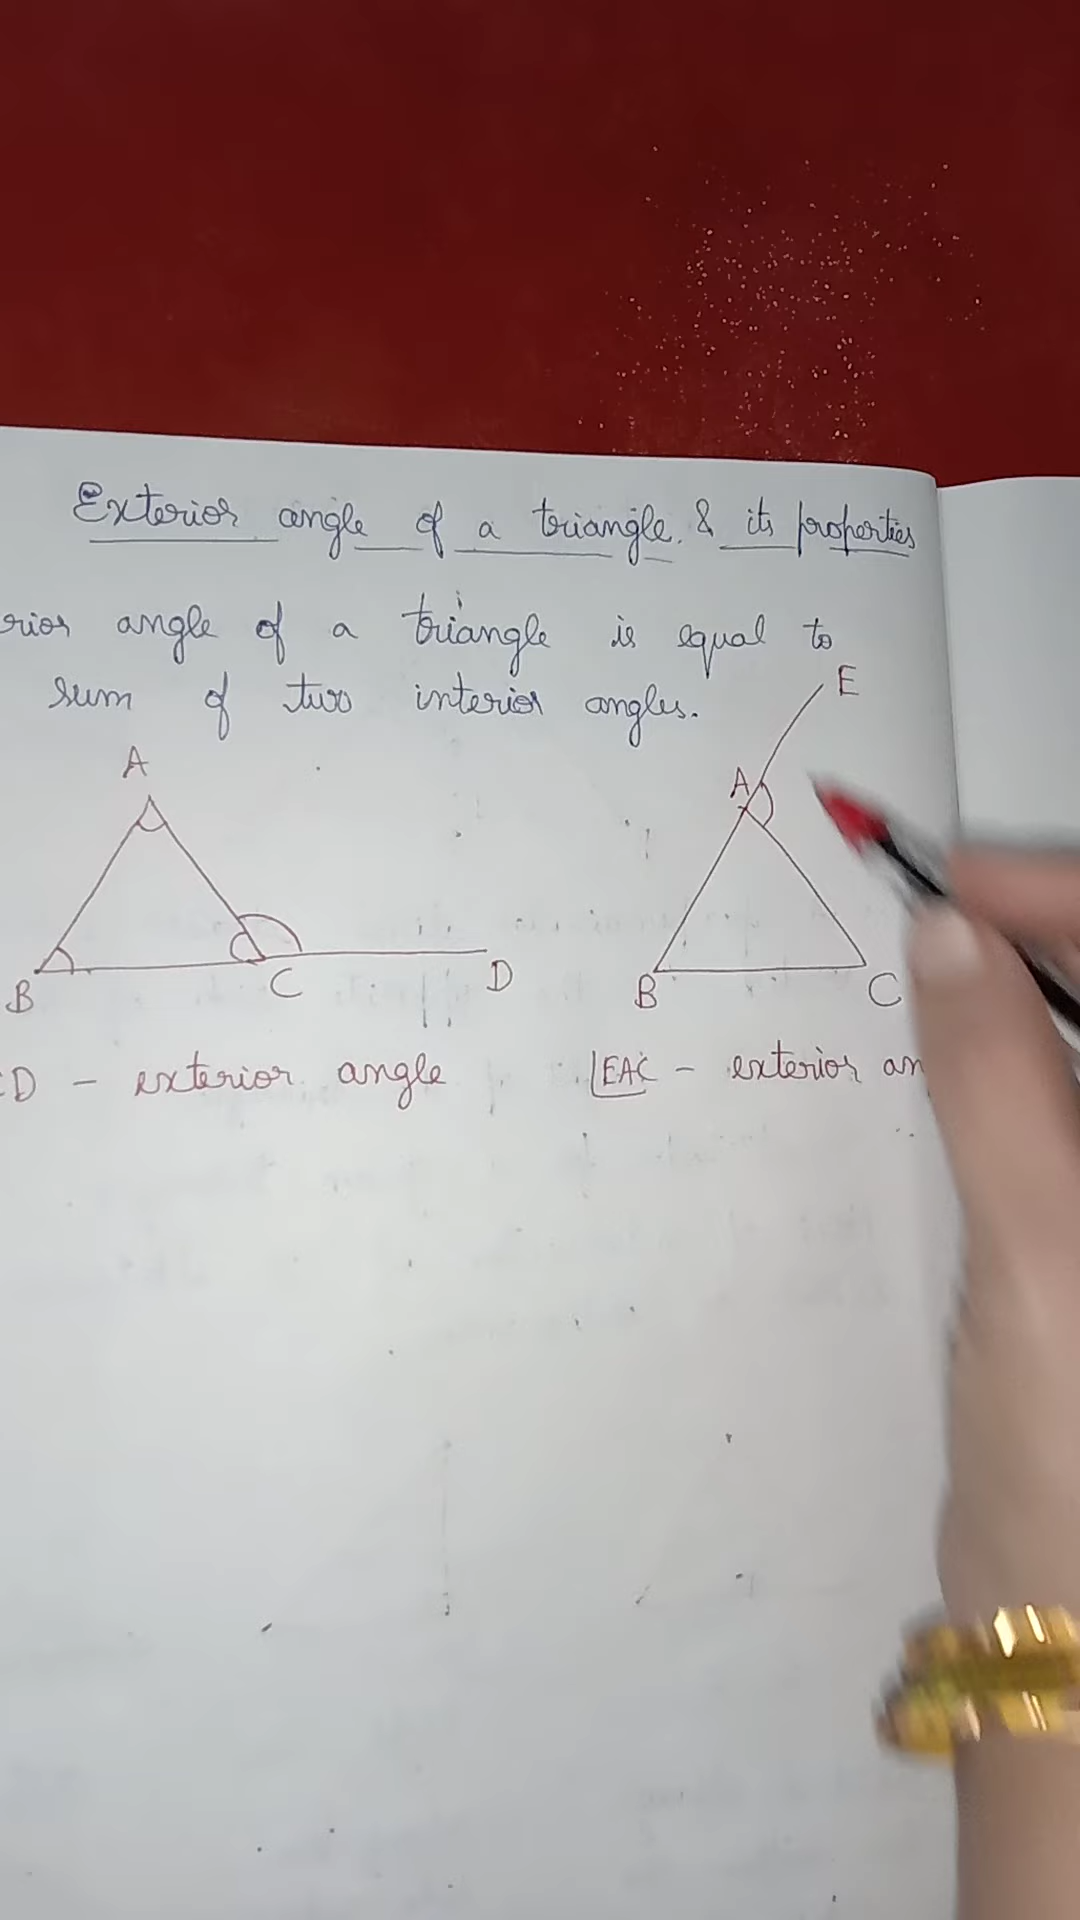 Exterior angle of a triangle & its properties
rior angle of a triangle is equal to
sum of two interior angles.
E
A
A
B
C
D
B
C
CD - exterior angle
∠EAC - exterior an